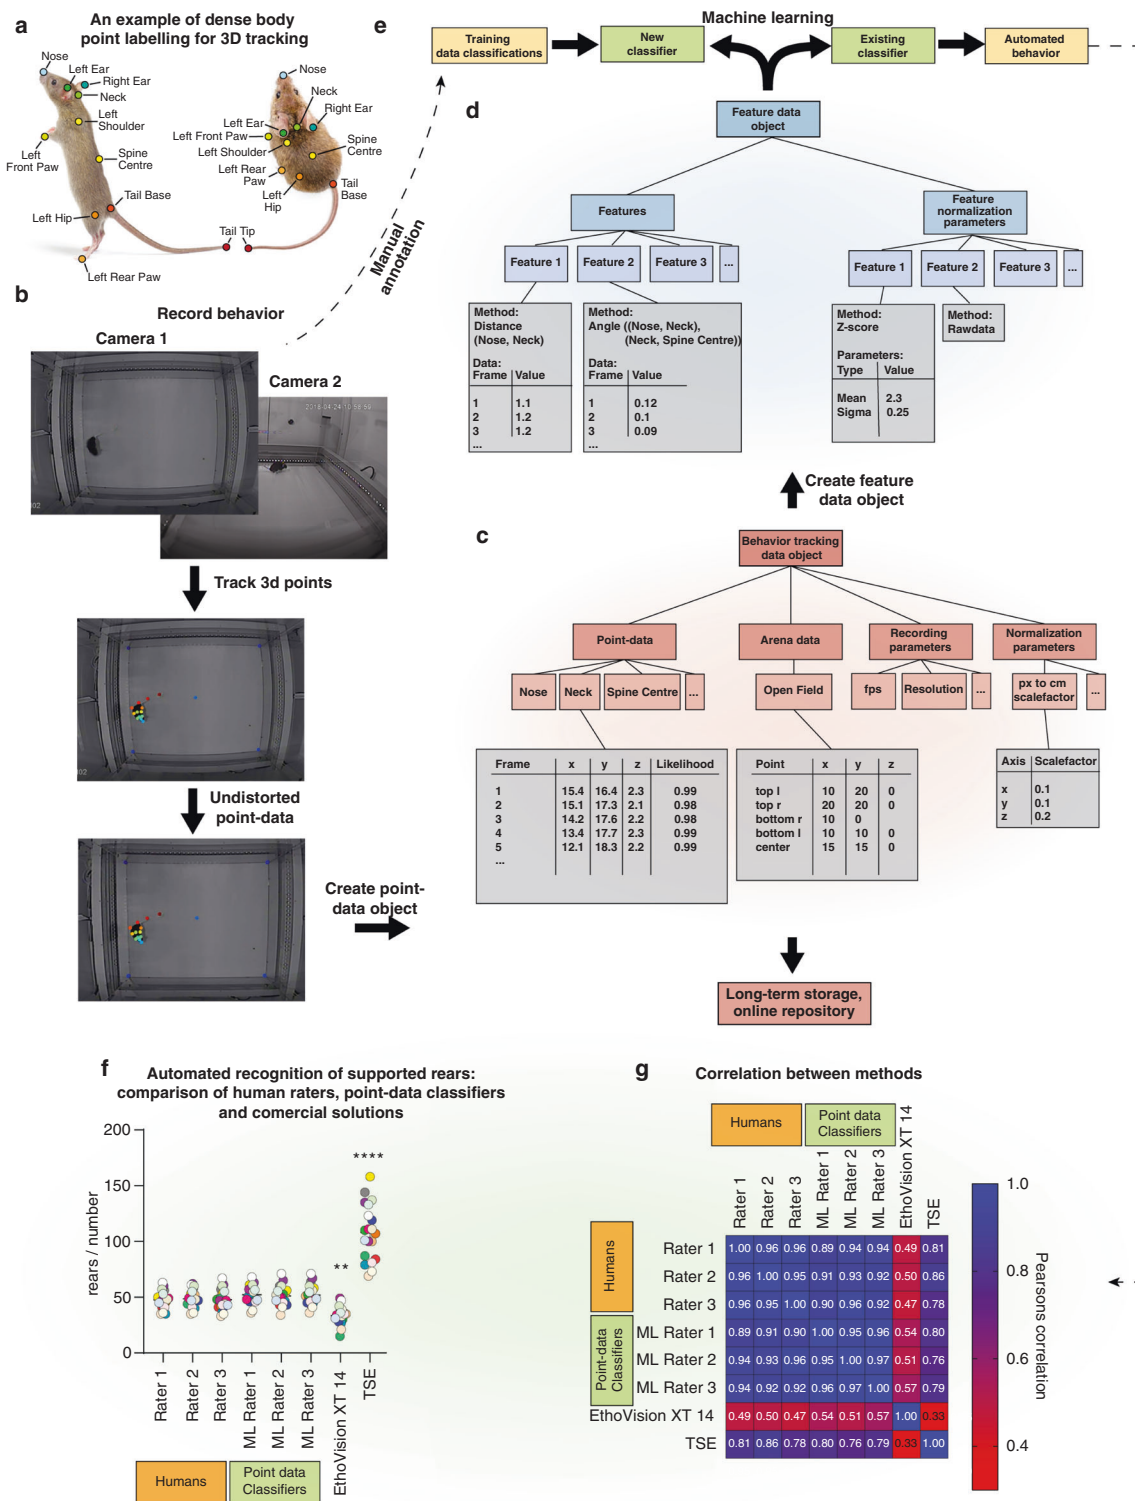 a
An example of dense body
point labelling for 3D tracking
Nose
Left Ear
Right Ear
Neck
Left
Shoulder
Left
Front Paw
Spine
Centre
Tail Base
Left Hip
Left Rear Paw
Tail Tip
Nose
Neck
Right Ear
Left Ear
Left Front Paw
Left Shoulder
Spine
Centre
Left Rear
Paw
Left
Hip
Tail
Base
b
Record behavior
Camera 1
Camera 2
2018-04-24 10:56:59
Track 3d points
Undistorted
point-data
Create point-
data object
Manual
annotation
e
Machine learning
Training
data classifications
New
classifier
Existing
classifier
Automated
behavior
d
Feature data
object
Features
Feature
normalization
parameters
Feature 1
Feature 2
Feature 3
...
Feature 1
Feature 2
Feature 3
...
Method:
Distance
(Nose, Neck)
Data:
Frame Value
1 1.1
2 1.2
3 1.2
...
Method:
Angle ((Nose, Neck),
(Neck, Spine Centre))
Data:
Frame Value
1 0.12
2 0.1
3 0.09
...
Method:
Z-score
Parameters:
Type Value
Mean 2.3
Sigma 0.25
Method:
Rawdata
Create feature
data object
c
Behavior tracking
data object
Point-data
Arena data
Recording
parameters
Normalization
parameters
Nose
Neck
Spine Centre
...
Open Field
fps
Resolution
...
px to cm
scalefactor
...
Frame x y z Likelihood
1 15.4 16.4 2.3 0.99
2 15.1 17.3 2.1 0.98
3 14.2 17.6 2.2 0.98
4 13.4 17.7 2.3 0.99
5 12.1 18.3 2.2 0.99
...
Point x y z
top l 10 20 0
top r 20 20 0
bottom r 10 0
bottom l 10 10 0
center 15 15 0
Axis Scalefactor
x 0.1
y 0.1
z 0.2
Long-term storage,
online repository
f
Automated recognition of supported rears:
comparison of human raters, point-data classifiers
and comercial solutions
rears / number
200
150
100
50
0
**
****
Rater 1
Rater 2
Rater 3
ML Rater 1
ML Rater 2
ML Rater 3
EthoVision XT 14
TSE
Humans
Point data
Classifiers
g
Correlation between methods
Humans
Point data
Classifiers
Rater 1
Rater 2
Rater 3
ML Rater 1
ML Rater 2
ML Rater 3
EthoVision XT 14
TSE
Humans
Point-data
Classifiers
Rater 1 1.00 0.96 0.96 0.89 0.94 0.94 0.49 0.81
Rater 2 0.96 1.00 0.95 0.91 0.93 0.92 0.50 0.86
Rater 3 0.96 0.95 1.00 0.90 0.96 0.92 0.47 0.78
ML Rater 1 0.89 0.91 0.90 1.00 0.95 0.96 0.54 0.80
ML Rater 2 0.94 0.93 0.96 0.95 1.00 0.97 0.51 0.76
ML Rater 3 0.94 0.92 0.92 0.96 0.97 1.00 0.57 0.79
EthoVision XT 14 0.49 0.50 0.47 0.54 0.51 0.57 1.00 0.33
TSE 0.81 0.86 0.78 0.80 0.76 0.79 0.33 1.00
1.0
0.8
0.6
0.4
Pearsons correlation